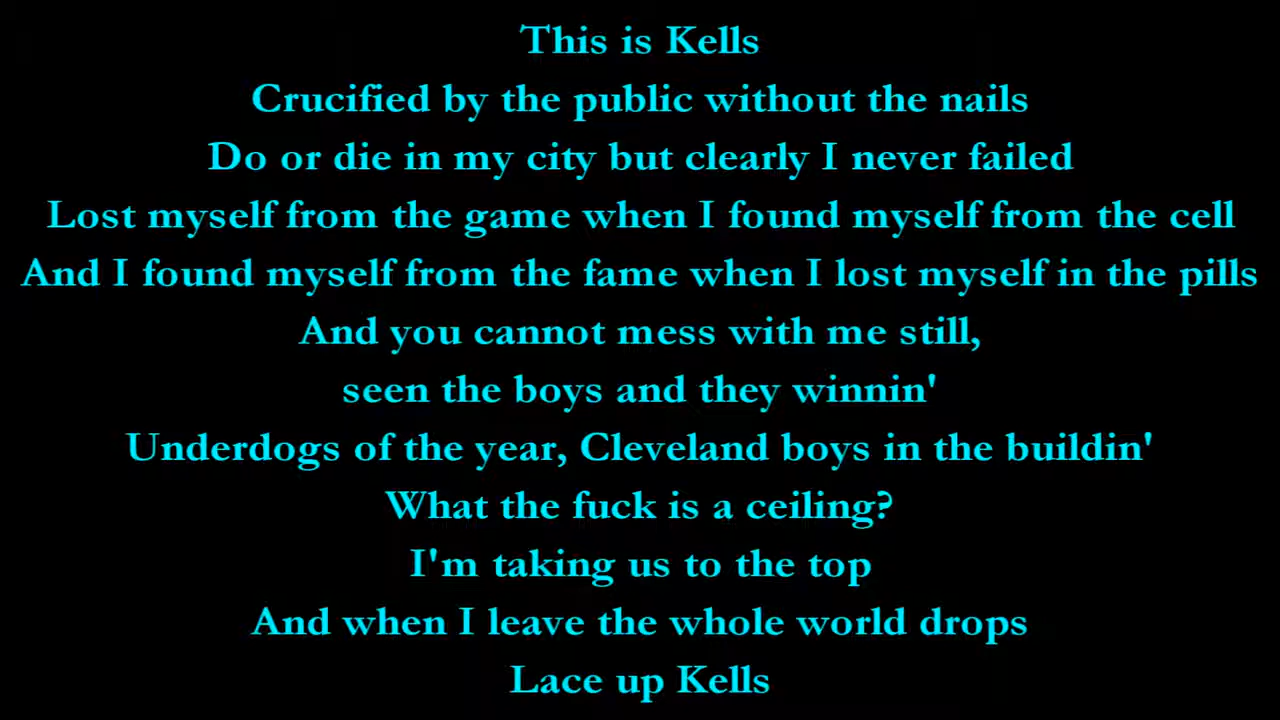 This is Kells
Crucified by the public without the nails
Do or die in my city but clearly I never failed
Lost myself from the game when I found myself from the cell
And I found myself from the fame when I lost myself in the pills
And you cannot mess with me still,
seen the boys and they winnin'
Underdogs of the year, Cleveland boys in the buildin'
What the fuck is a ceiling?
I'm taking us to the top
And when I leave the whole world drops
Lace up Kells